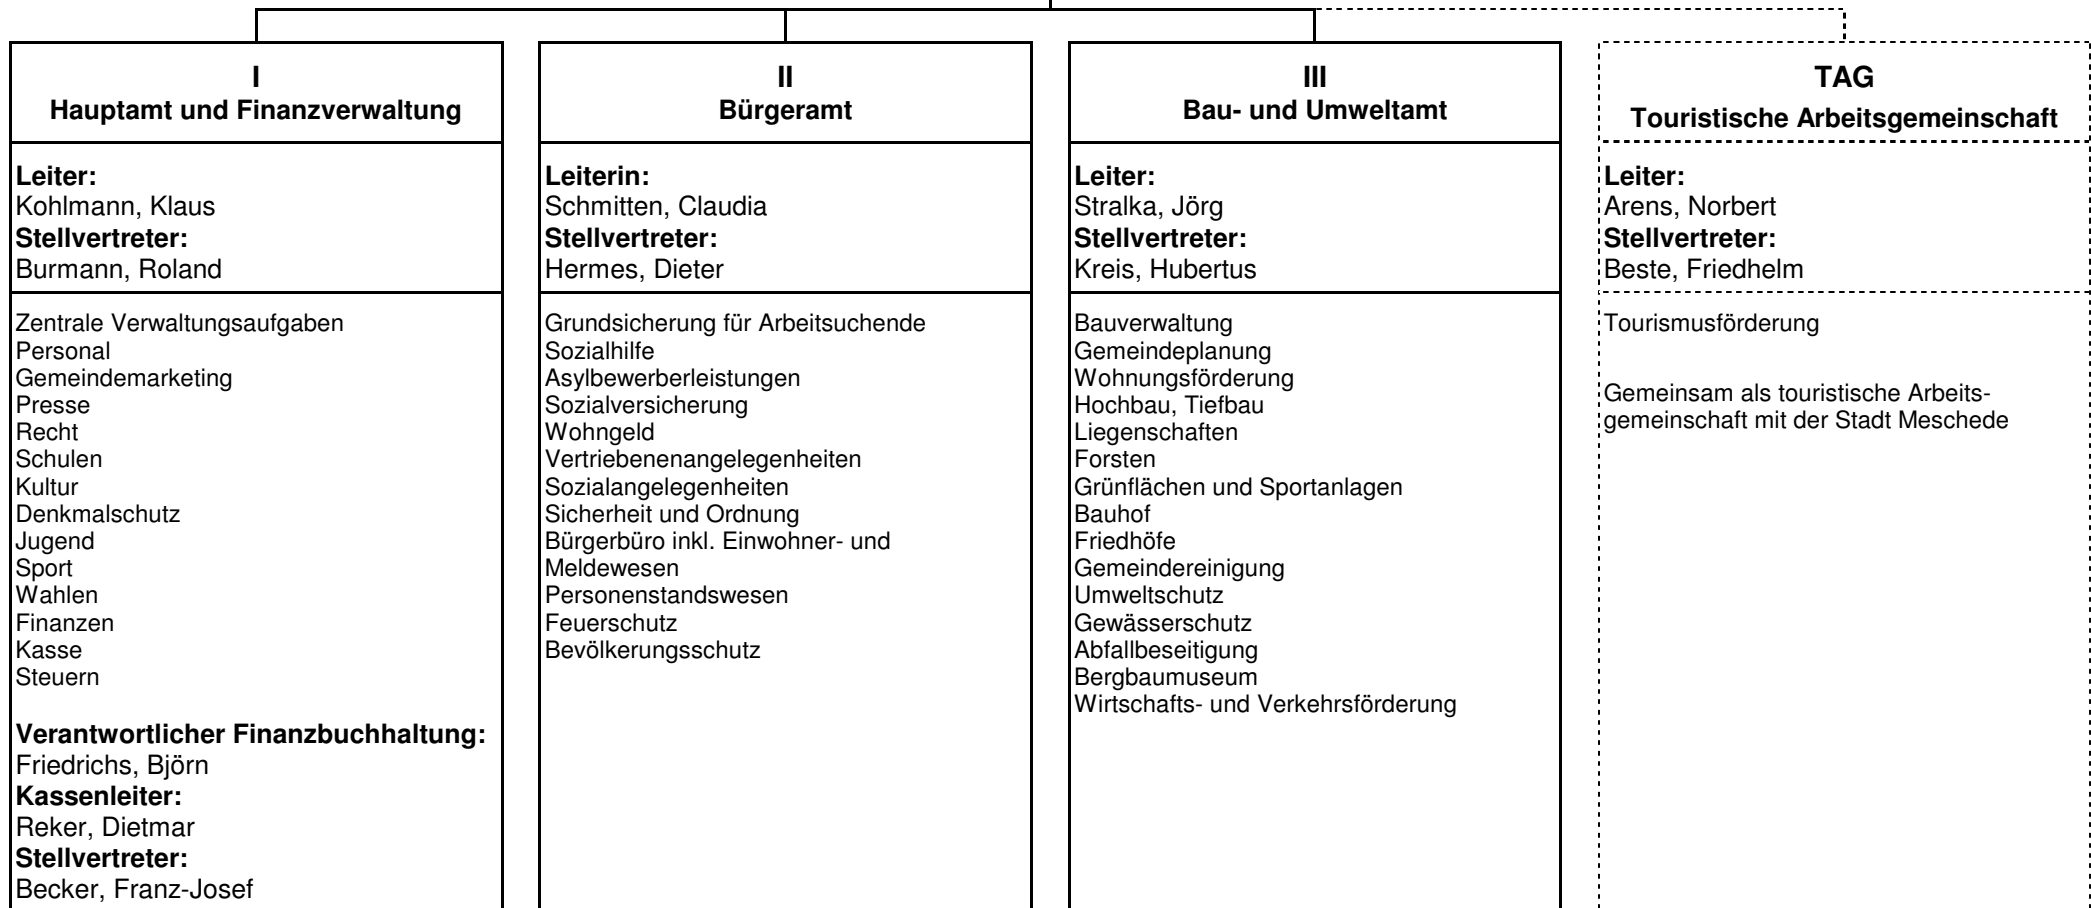 I
Hauptamt und Finanzverwaltung
Leiter:
Kohlmann, Klaus
Stellvertreter:
Burmann, Roland
Zentrale Verwaltungsaufgaben
Personal
Gemeindemarketing
Presse
Recht
Schulen
Kultur
Denkmalschutz
Jugend
Sport
Wahlen
Finanzen
Kasse
Steuern
Verantwortlicher Finanzbuchhaltung:
Friedrichs, Björn
Kassenleiter:
Reker, Dietmar
Stellvertreter:
Becker, Franz-Josef
II
Bürgeramt
Leiterin:
Schmitten, Claudia
Stellvertreter:
Hermes, Dieter
Grundsicherung für Arbeitsuchende
Sozialhilfe
Asylbewerberleistungen
Sozialversicherung
Wohngeld
Vertriebenenangelegenheiten
Sozialangelegenheiten
Sicherheit und Ordnung
Bürgerbüro inkl. Einwohner- und
Meldewesen
Personenstandswesen
Feuerschutz
Bevölkerungsschutz
III
Bau- und Umweltamt
Leiter:
Stralka, Jörg
Stellvertreter:
Kreis, Hubertus
Bauverwaltung
Gemeindeplanung
Wohnungsförderung
Hochbau, Tiefbau
Liegenschaften
Forsten
Grünflächen und Sportanlagen
Bauhof
Friedhöfe
Gemeindereinigung
Umweltschutz
Gewässerschutz
Abfallbeseitigung
Bergbaumuseum
Wirtschafts- und Verkehrsförderung
TAG
Touristische Arbeitsgemeinschaft
Leiter:
Arens, Norbert
Stellvertreter:
Beste, Friedhelm
Tourismusförderung
Gemeinsam als touristische Arbeits-
gemeinschaft mit der Stadt Meschede